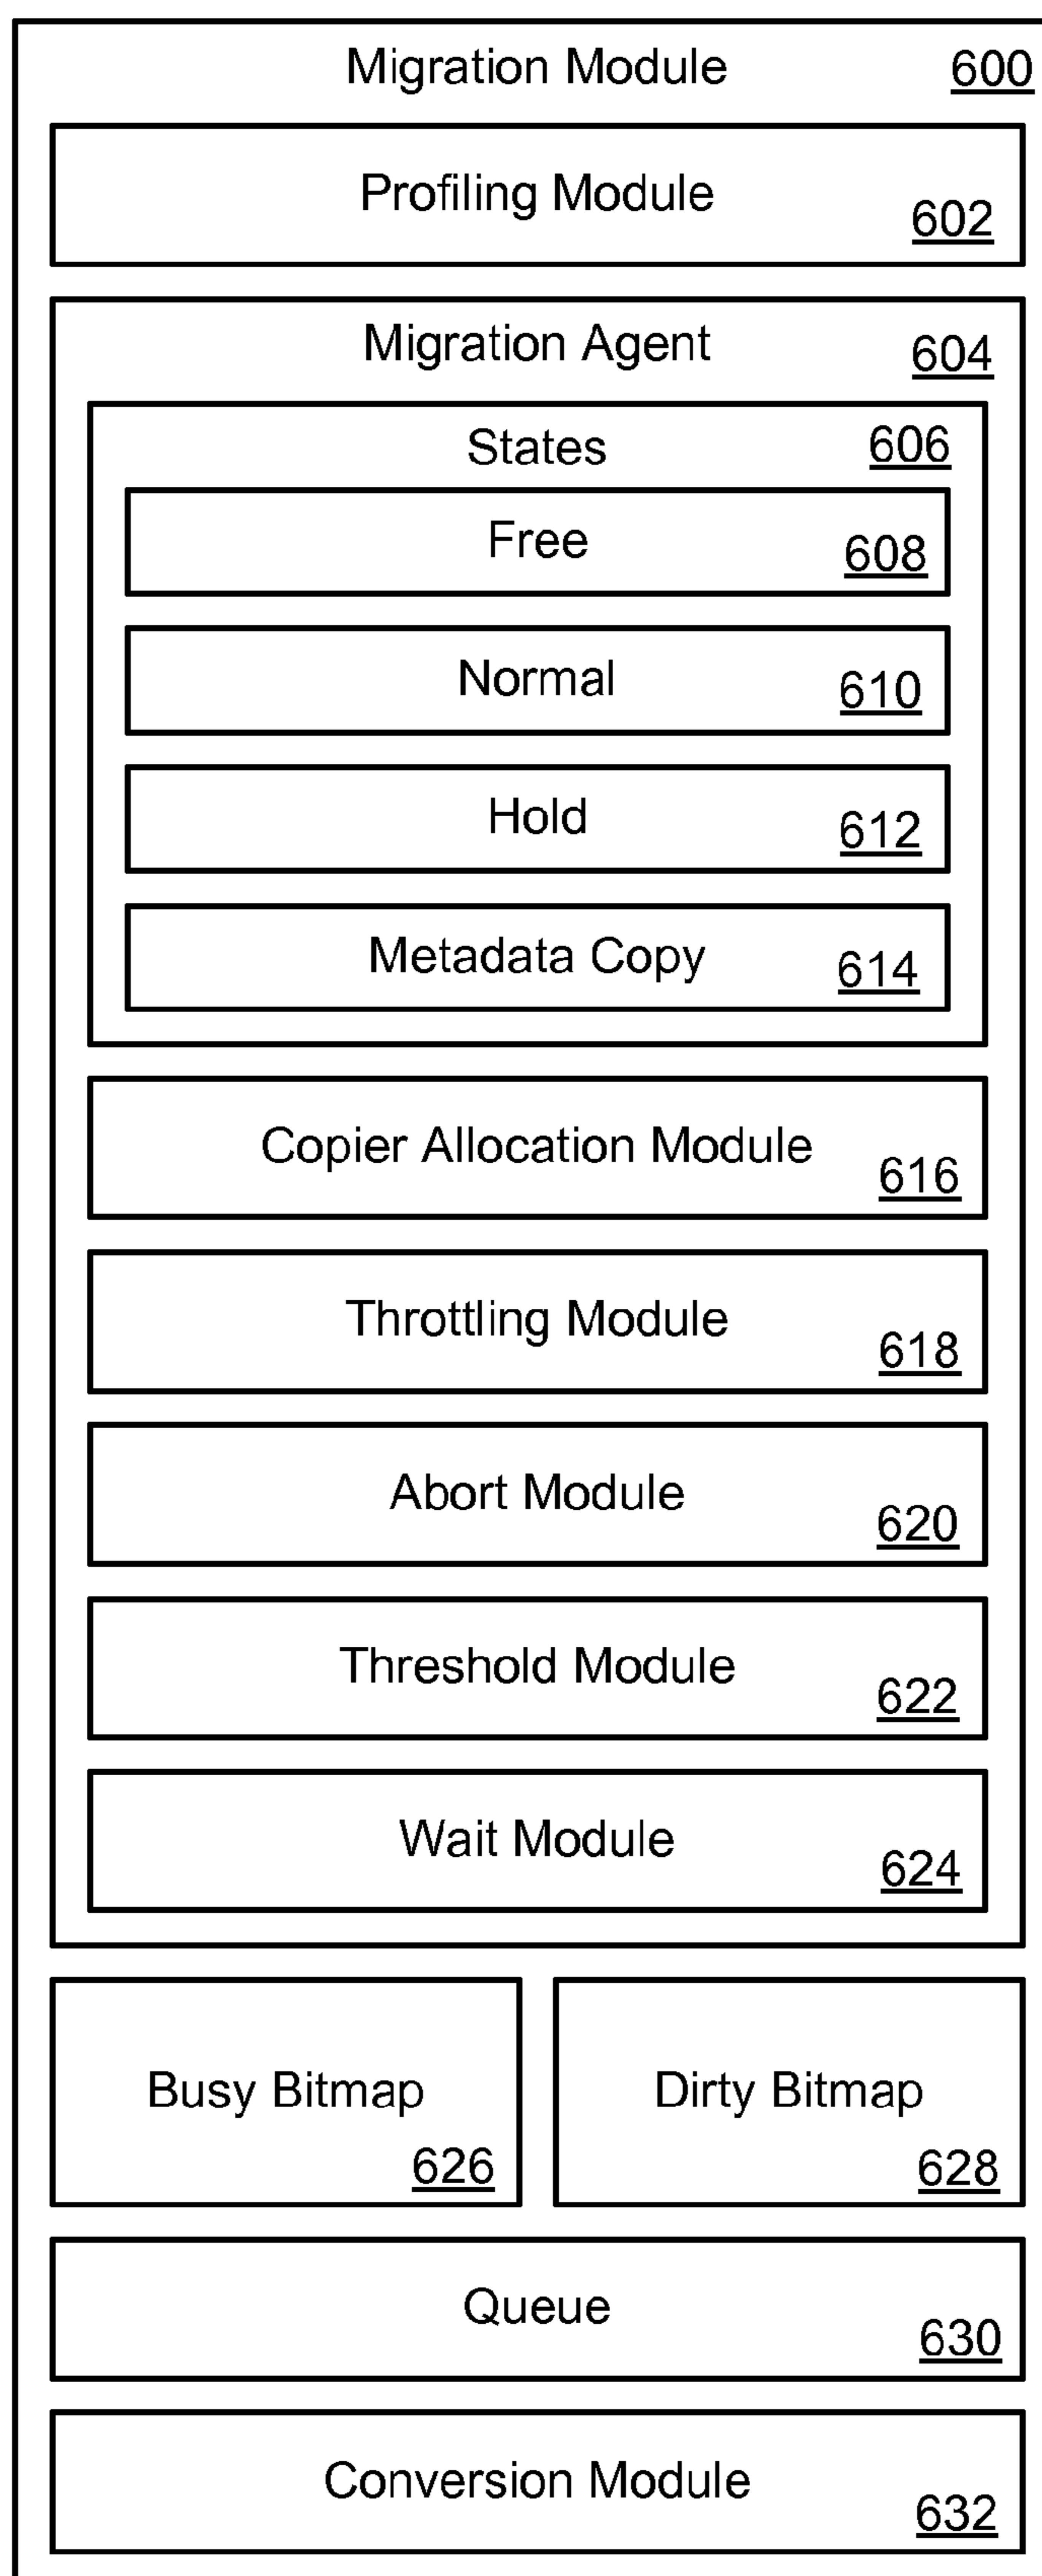 Migration Module 600
Profiling Module 602
Migration Agent 604
States 606
Free 608
Normal 610
Hold 612
Metadata Copy 614
Copier Allocation Module 616
Throttling Module 618
Abort Module 620
Threshold Module 622
Wait Module 624
Busy Bitmap 626
Dirty Bitmap 628
Queue 630
Conversion Module 632